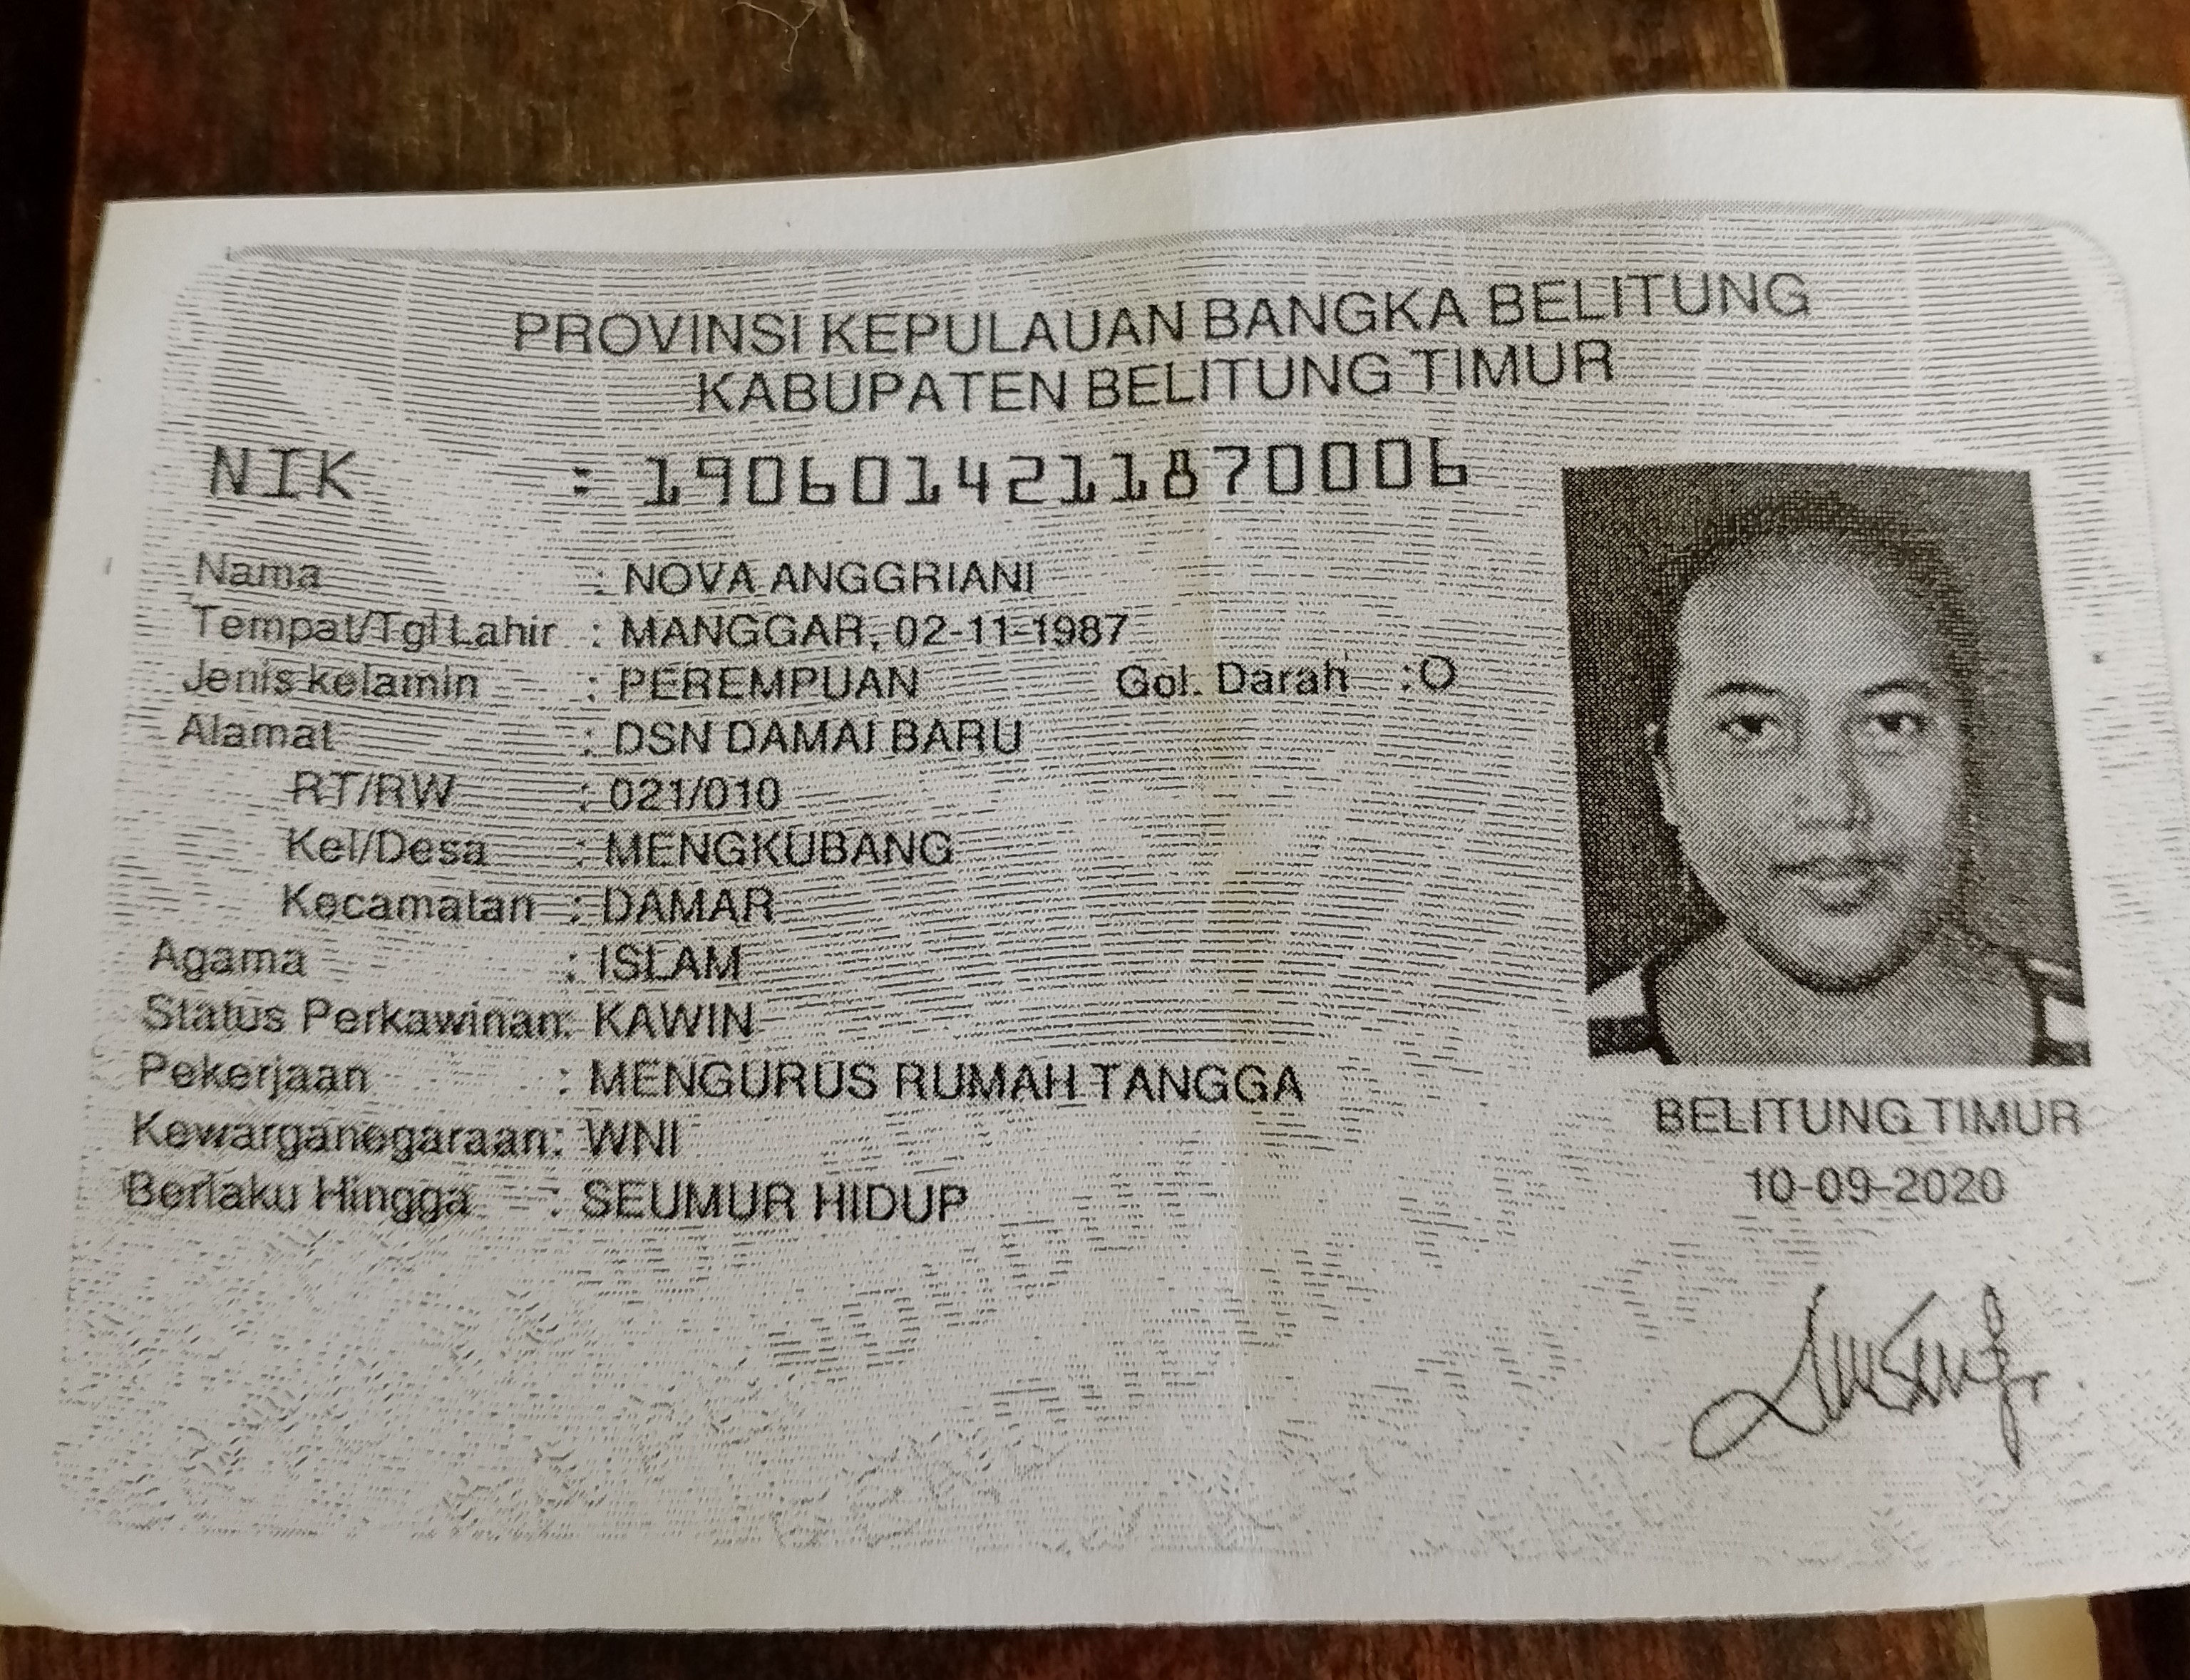 PROVINSI KEPULAUAN BANGKA BELITUNG
KABUPATEN BELITUNG TIMUR
NIK : 1906014211870006
Nama : NOVA ANGGRIANI
Tempat/Tgl Lahir : MANGGAR, 02-11-1987
Jenis kelamin : PEREMPUAN Gol. Darah : O
Alamat : DSN DAMAI BARU
RT/RW : 021/010
Kel/Desa : MENGKUBANG
Kecamatan : DAMAR
Agama : ISLAM
Status Perkawinan: KAWIN
Pekerjaan : MENGURUS RUMAH TANGGA
Kewarganegaraan: WNI
Berlaku Hingga : SEUMUR HIDUP
BELITUNG TIMUR
10-09-2020